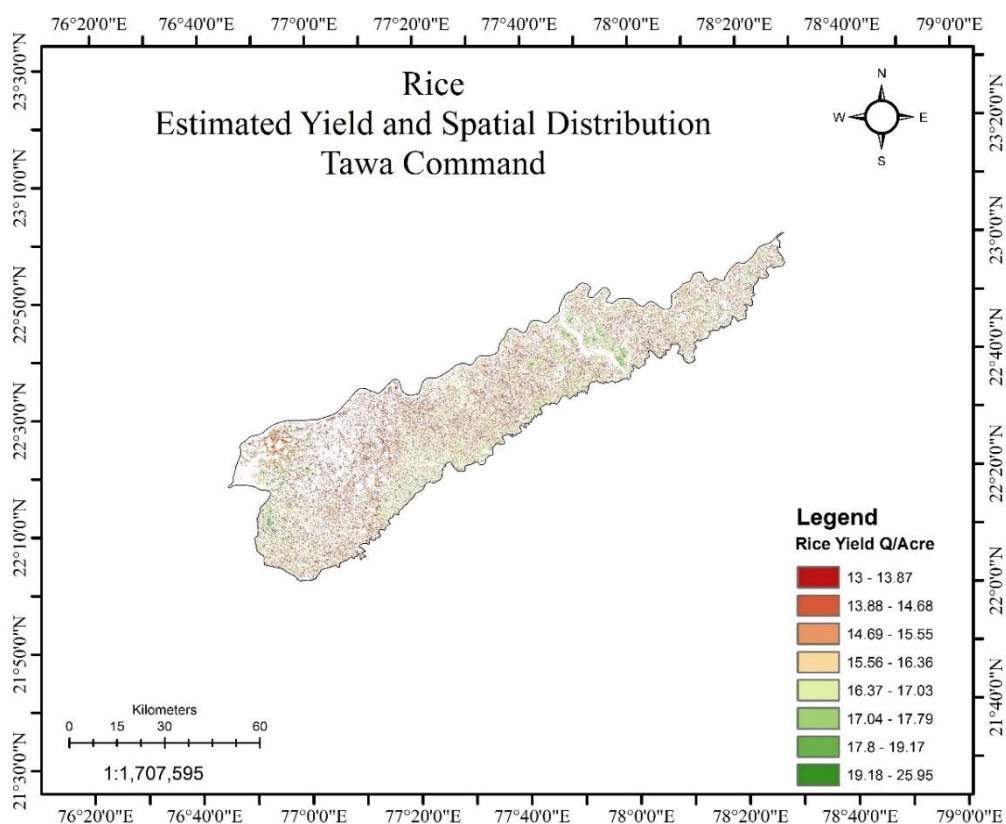 76°20'0"E 76°40'0"E 77°0'0"E 77°20'0"E 77°40'0"E 78°0'0"E 78°20'0"E 78°40'0"E 79°0'0"E
Rice
Estimated Yield and Spatial Distribution
Tawa Command
N
W E
S
23°30'0"N
23°10'0"N
22°50'0"N
22°30'0"N
22°10'0"N
21°50'0"N
21°30'0"N
23°20'0"N
23°0'0"N
22°40'0"N
22°20'0"N
22°0'0"N
21°40'0"N
Legend
Rice Yield Q/Acre
13 - 13.87
13.88 - 14.68
14.69 - 15.55
15.56 - 16.36
16.37 - 17.03
17.04 - 17.79
17.8 - 19.17
19.18 - 25.95
Kilometers
0 15 30 60
1:1,707,595
76°20'0"E 76°40'0"E 77°0'0"E 77°20'0"E 77°40'0"E 78°0'0"E 78°20'0"E 78°40'0"E 79°0'0"E